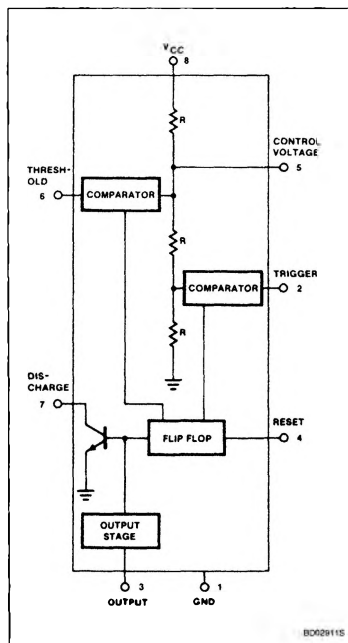 VCC
8
R
CONTROL
VOLTAGE
5
THRESH-
OLD
6
COMPARATOR
R
TRIGGER
COMPARATOR
2
R
DIS-
CHARGE
7
RESET
FLIP FLOP
4
OUTPUT
STAGE
3
1
OUTPUT
GND
BD02911S